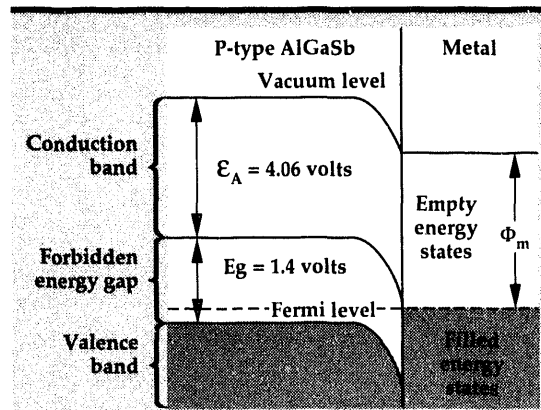 P-type AlGaSb
Metal
Vacuum level
Conduction
band
ƐA = 4.06 volts
Empty
energy
states
Φm
Forbidden
energy gap
Eg = 1.4 volts
Fermi level
Valence
band
Filled
energy
states